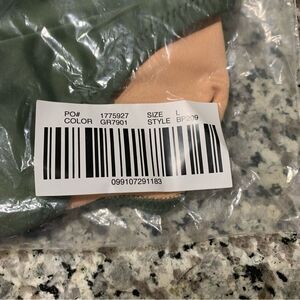 PO# 1775927 SIZE L
COLOR GR7901 STYLE BP209
099107291183